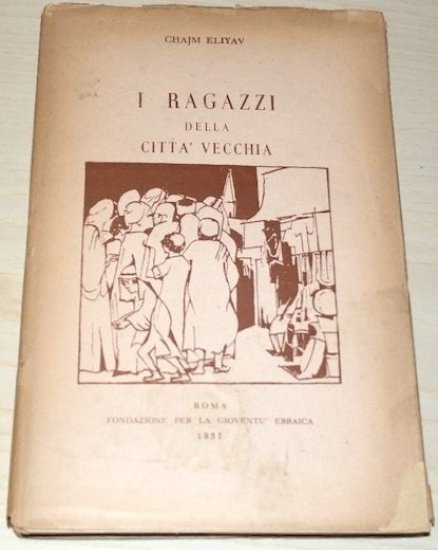 CHAJM ELIYAV
I RAGAZZI
DELLA
CITTA' VECCHIA
ROMA
FONDAZIONE PER LA GIOVENTU' EBRAICA
1957